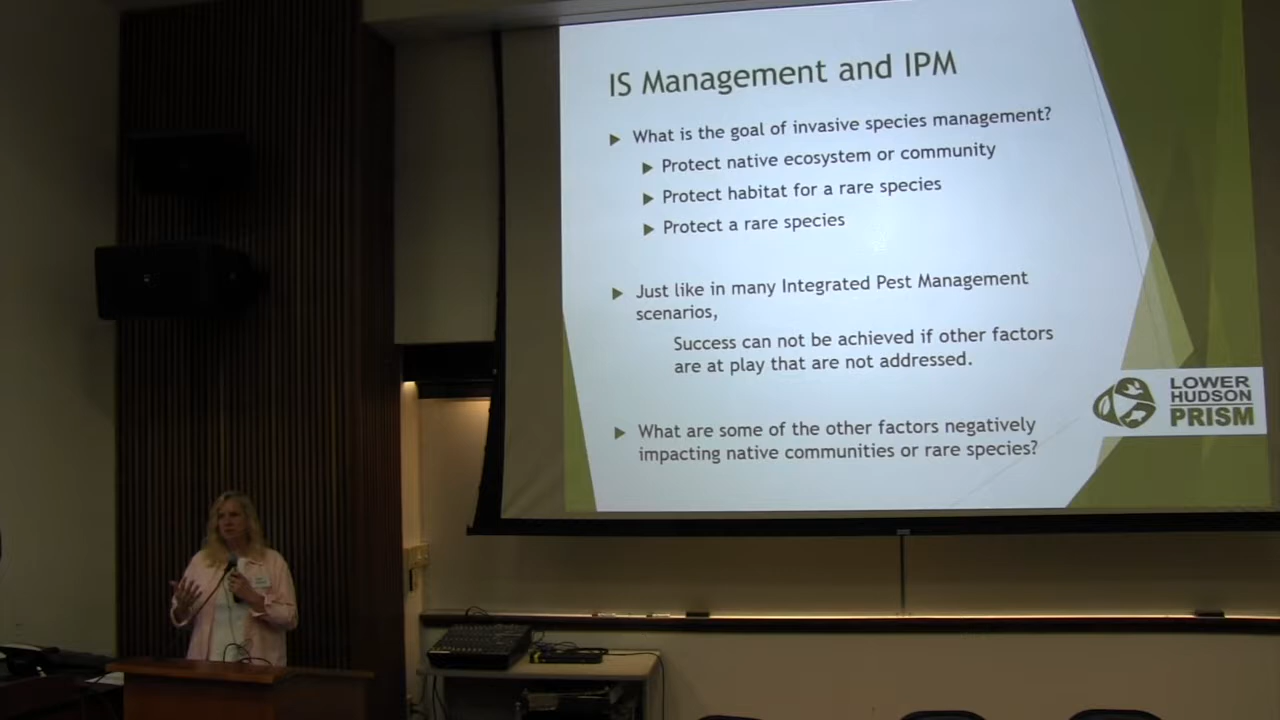 IS Management and IPM
What is the goal of invasive species management?
Protect native ecosystem or community
Protect habitat for a rare species
Protect a rare species
Just like in many Integrated Pest Management
scenarios,
Success can not be achieved if other factors
are at play that are not addressed.
LOWER
HUDSON
PRISM
What are some of the other factors negatively
impacting native communities or rare species?